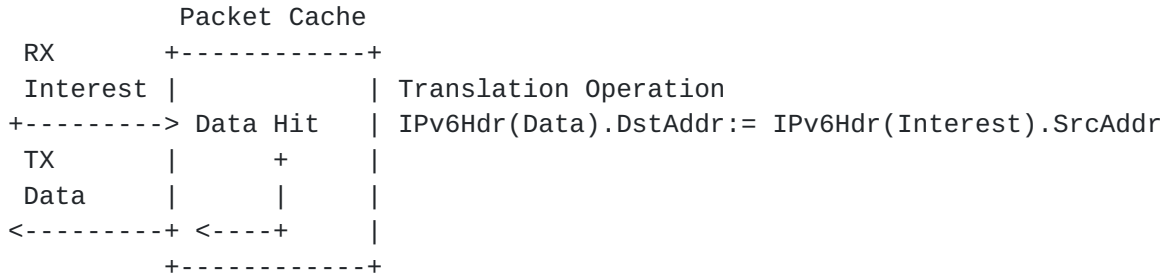 Packet Cache
RX +------------+
Interest | | Translation Operation
+---------> Data Hit | IPv6Hdr(Data).DstAddr:= IPv6Hdr(Interest).SrcAddr
TX | + |
Data | | |
<---------+ <----+ |
+------------+